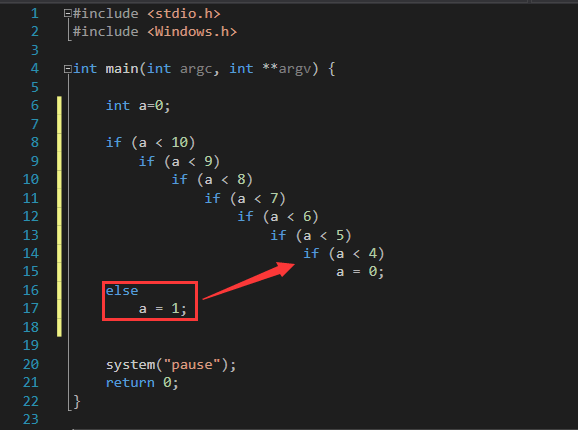 1 #include <stdio.h>
2 #include <Windows.h>
3
4 int main(int argc, int **argv) {
5
6 int a=0;
7
8 if (a < 10)
9 if (a < 9)
10 if (a < 8)
11 if (a < 7)
12 if (a < 6)
13 if (a < 5)
14 if (a < 4)
15 a = 0;
16 else
17 a = 1;
18
19
20 system("pause");
21 return 0;
22 }
23